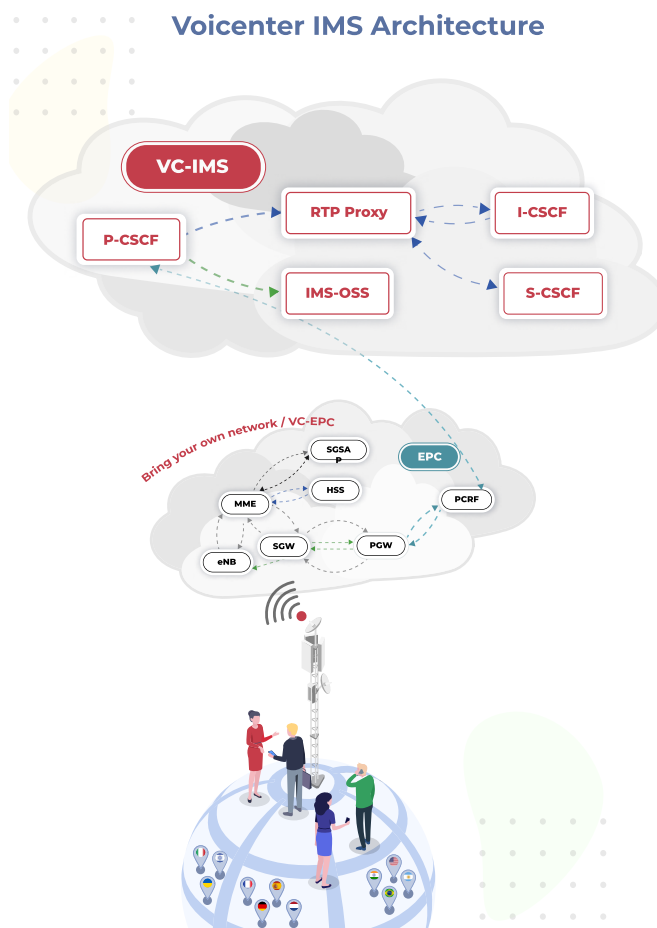 Voicenter IMS Architecture
VC-IMS
RTP Proxy
I-CSCF
P-CSCF
IMS-OSS
S-CSCF
Bring your own network / VC-EPC
SGSA
P
EPC
HSS
MME
PCRF
SGW
PGW
eNB